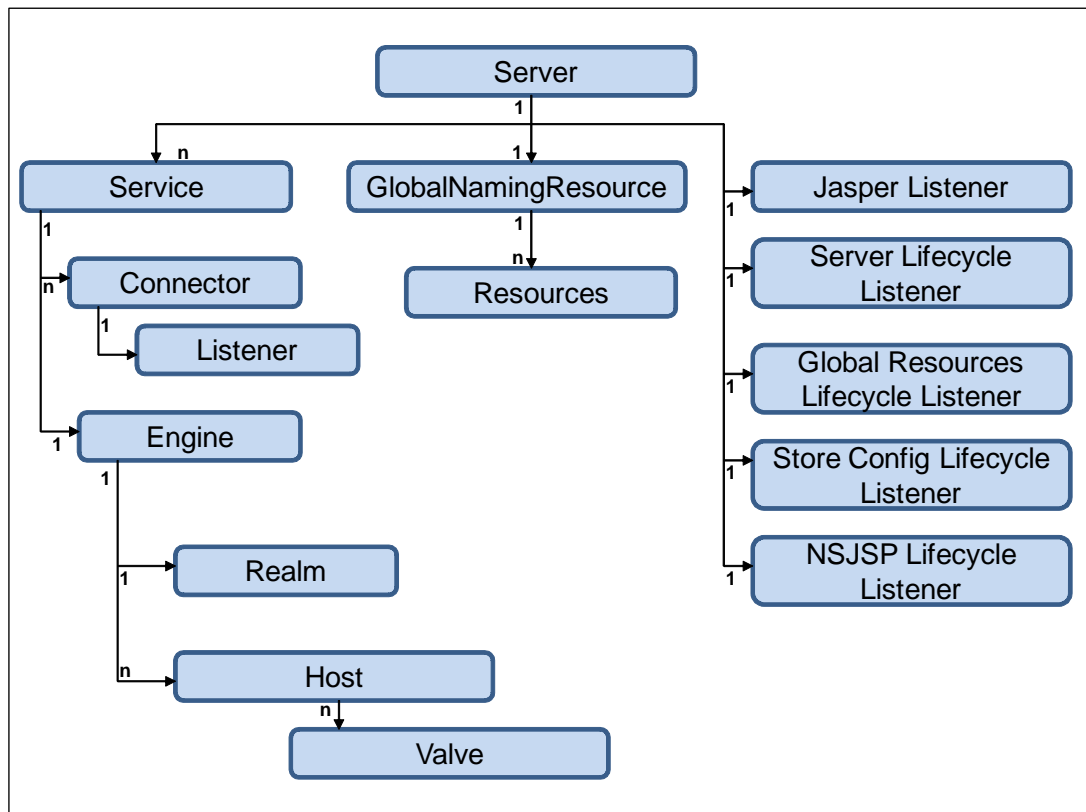 Server
1
n
1
Service
GlobalNamingResource
Jasper Listener
1
1
1
n
Connector
n
Resources
Server Lifecycle
Listener
1
1
Listener
Global Resources
Lifecycle Listener
1
1
Engine
1
Store Config Lifecycle
Listener
1
1
Realm
NSJSP Lifecycle
Listener
1
n
Host
n
Valve